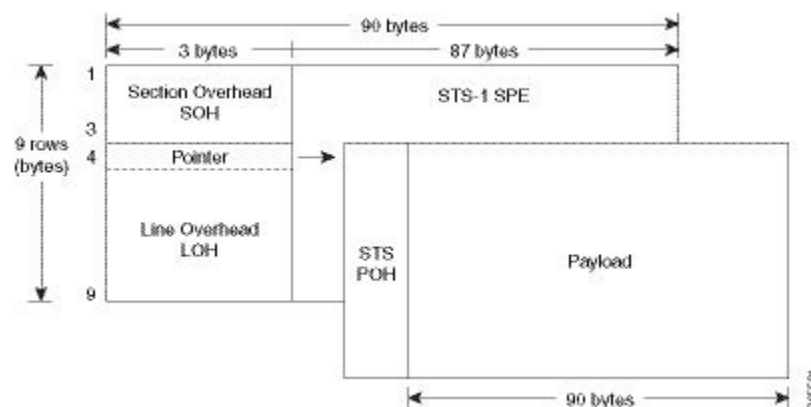 90 bytes
3 bytes
87 bytes
1
Section Overhead
SOH
STS-1 SPE
3
9 rows
(bytes)
4
Pointer
Line Overhead
LOH
STS
POH
Payload
9
90 bytes